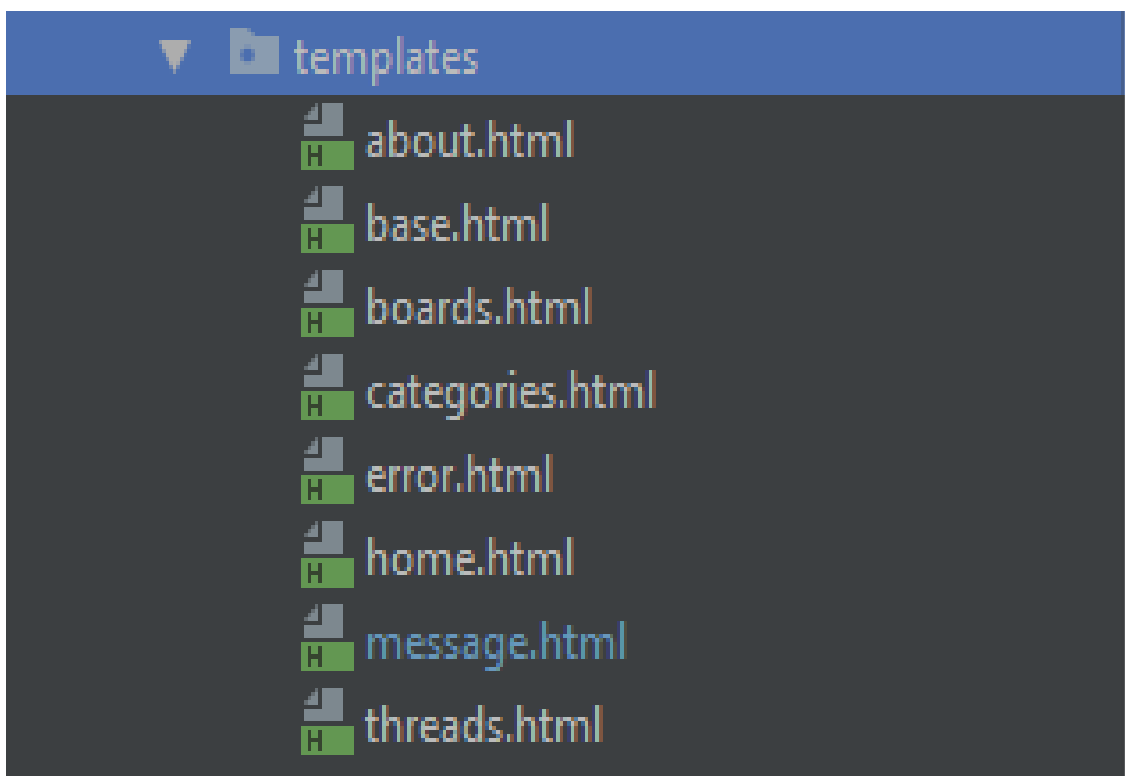 templates
H about.html
H base.html
H boards.html
H categories.html
H error.html
H home.html
H message.html
H threads.html